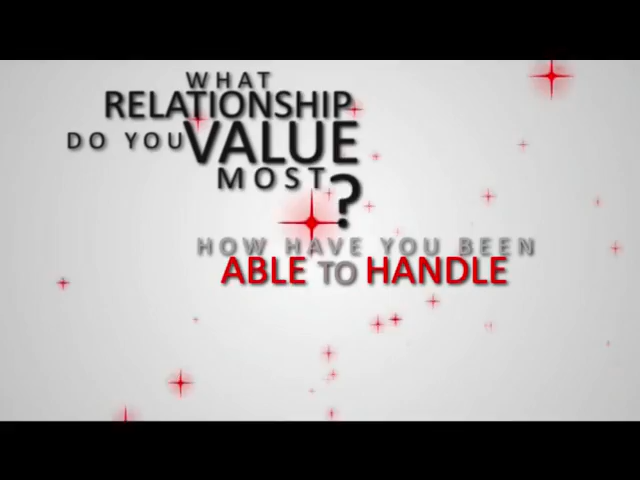 WHAT
RELATIONSHIP
DO YOU VALUE
MOST?
HOW HAVE YOU BEEN
ABLE TO HANDLE